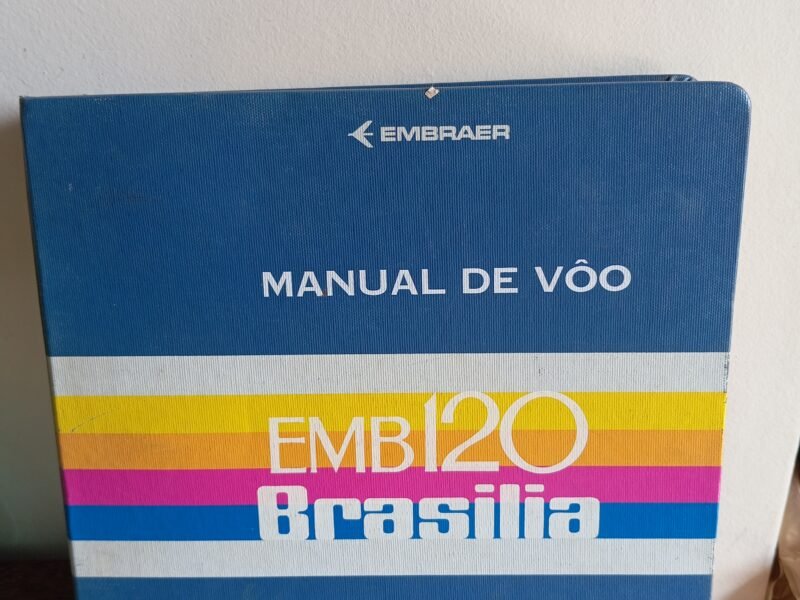 EMBRAER
MANUAL DE VÔO
EMB120
Brasilia